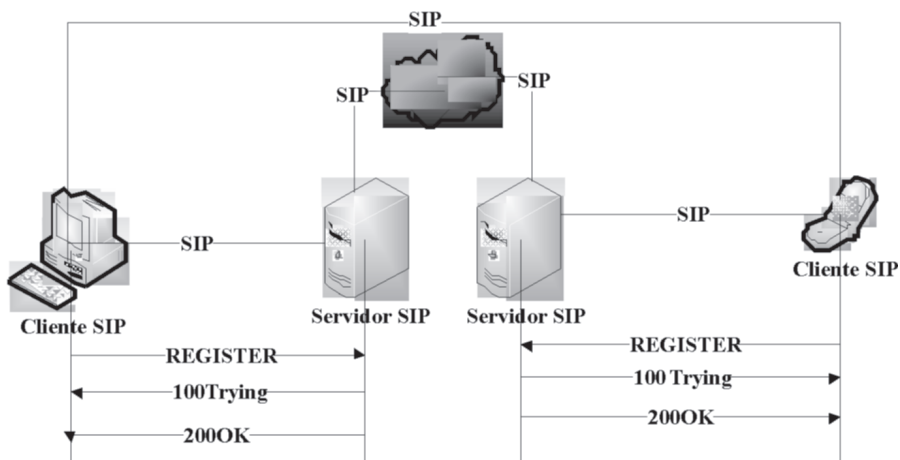 SIP
SIP
SIP
SIP
SIP
Cliente SIP
Cliente SIP
Servidor SIP
Servidor SIP
REGISTER
100Trying
200OK
REGISTER
100 Trying
200OK